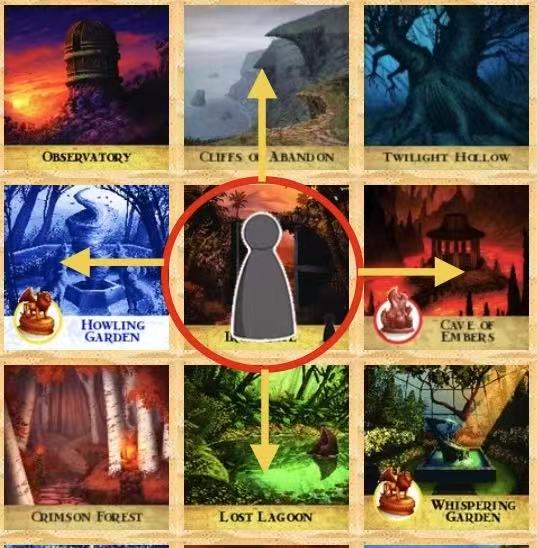 OBSERVATORY
CLIFFS OF ABANDON
TWILIGHT HOLLOW
HOWLING
GARDEN
CAVE OF
EMBERS
CRIMSON FOREST
LOST LAGOON
WHISPERING
GARDEN